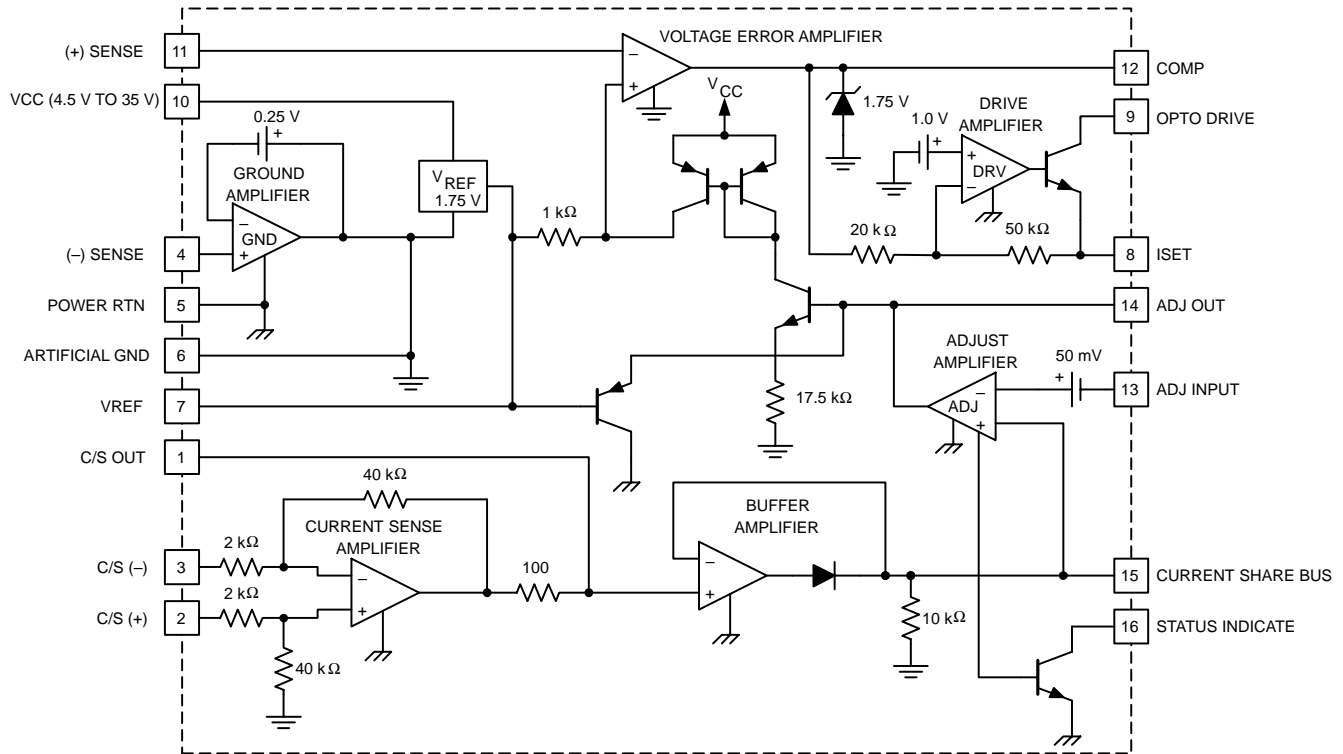 (+) SENSE
11
VOLTAGE ERROR AMPLIFIER
–
+
12
COMP
VCC (4.5 V TO 35 V)
10
VCC
1.75 V
0.25 V
+
1.0 V
+
DRIVE
AMPLIFIER
9
OPTO DRIVE
GROUND
AMPLIFIER
VREF
1.75 V
+
DRV
–
1 kΩ
20 kΩ
50 kΩ
–
GND
+
(–) SENSE
4
8
ISET
POWER RTN
5
14
ADJ OUT
ARTIFICIAL GND
6
ADJUST
AMPLIFIER
50 mV
+
VREF
7
17.5 kΩ
–
ADJ
+
13
ADJ INPUT
C/S OUT
1
40 kΩ
CURRENT SENSE
AMPLIFIER
BUFFER
AMPLIFIER
2 kΩ
C/S (–)
3
–
+
100
–
+
15
CURRENT SHARE BUS
2 kΩ
C/S (+)
2
10 kΩ
16
STATUS INDICATE
40 kΩ